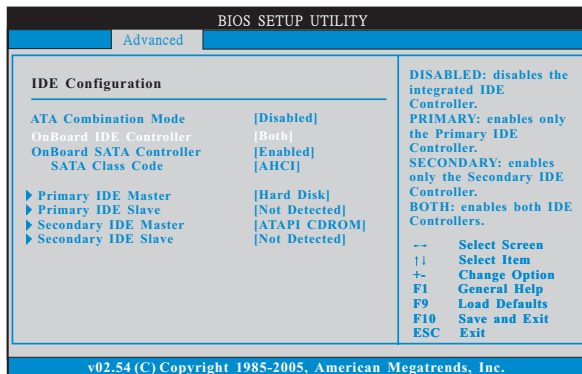 BIOS SETUP UTILITY
Advanced
IDE Configuration
ATA Combination Mode [Disabled]
OnBoard IDE Controller [Both]
OnBoard SATA Controller [Enabled]
SATA Class Code [AHCI]
Primary IDE Master [Hard Disk]
Primary IDE Slave [Not Detected]
Secondary IDE Master [ATAPI CDROM]
Secondary IDE Slave [Not Detected]
DISABLED: disables the
integrated IDE
Controller.
PRIMARY: enables only
the Primary IDE
Controller.
SECONDARY: enables
only the Secondary IDE
Controller.
BOTH: enables both IDE
Controllers.
←→ Select Screen
↑↓ Select Item
+- Change Option
F1 General Help
F9 Load Defaults
F10 Save and Exit
ESC Exit
v02.54 (C) Copyright 1985-2005, American Megatrends, Inc.